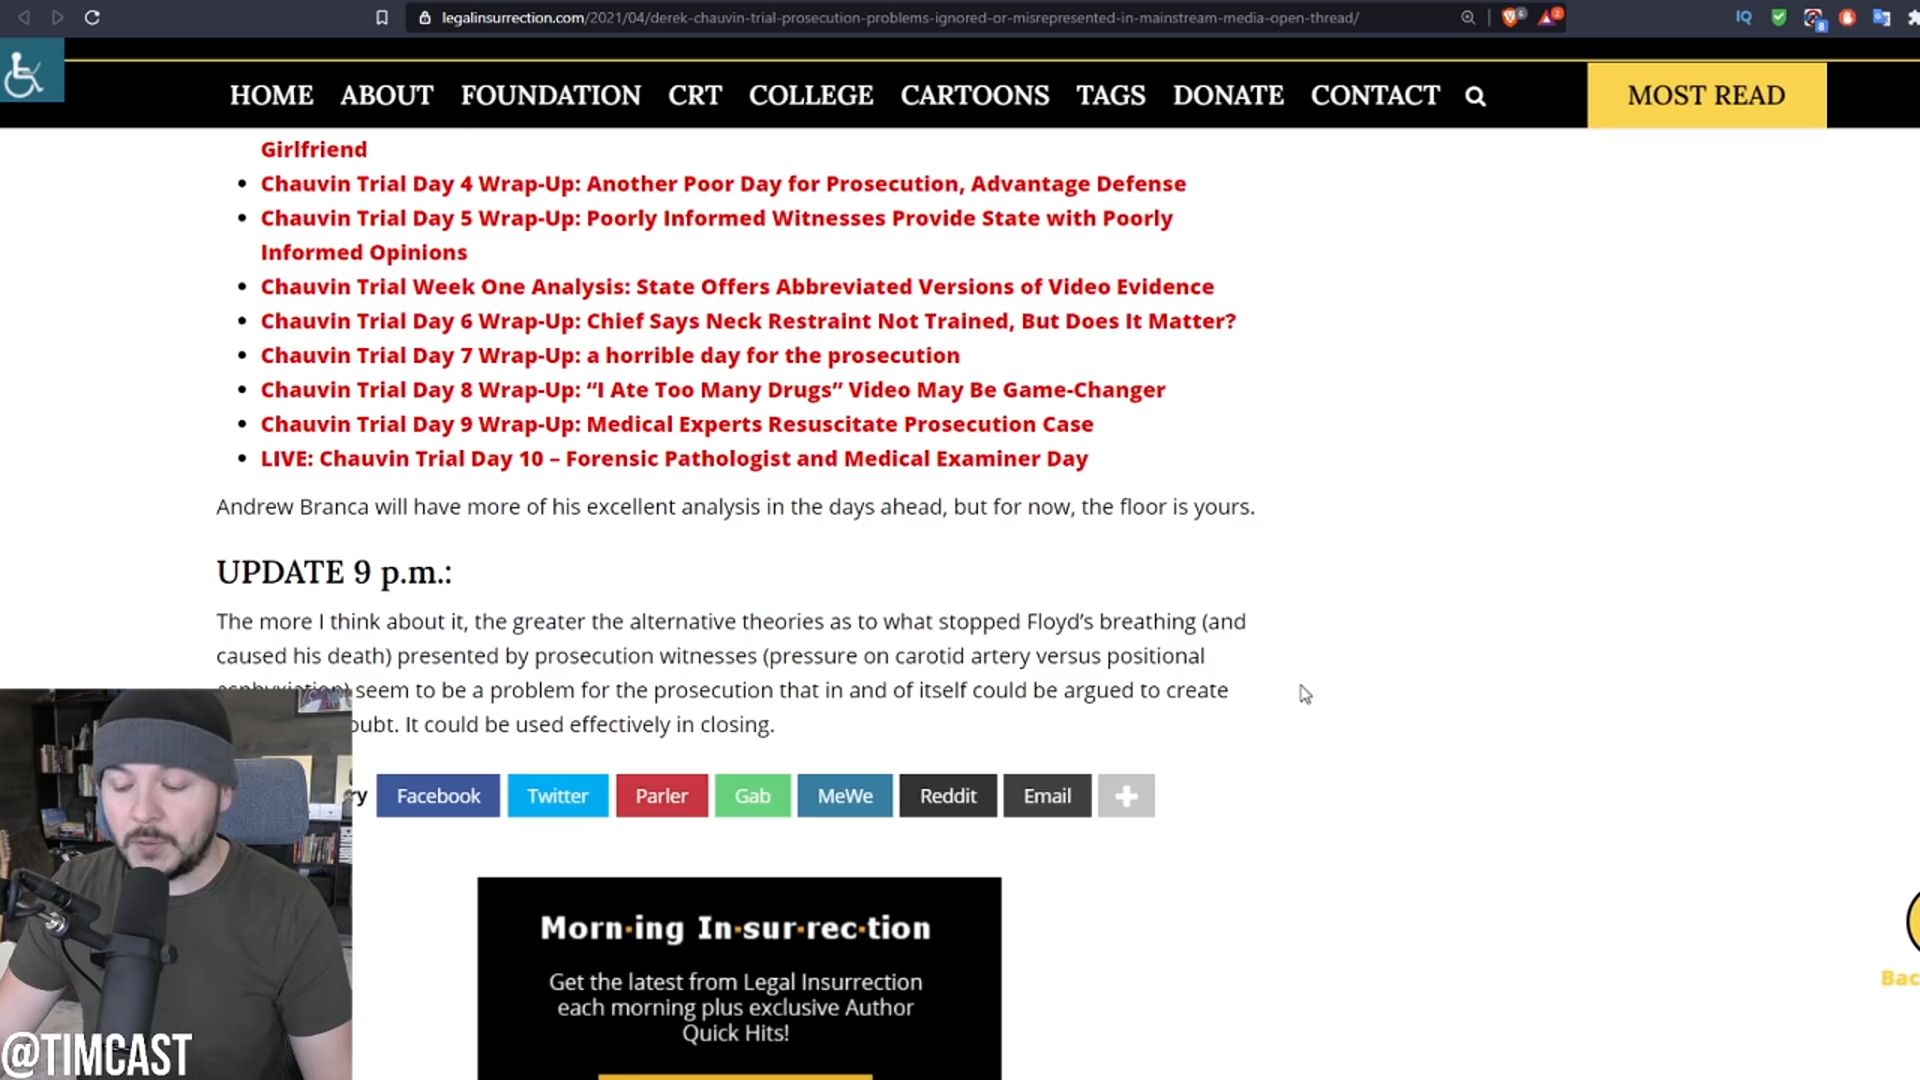 legalinsurrection.com/2021/04/derek-chauvin-trial-prosecution-problems-ignored-or-misrepresented-in-mainstream-media-open-thread/
HOME ABOUT FOUNDATION CRT COLLEGE CARTOONS TAGS DONATE CONTACT MOST READ
Girlfriend
• Chauvin Trial Day 4 Wrap-Up: Another Poor Day for Prosecution, Advantage Defense
• Chauvin Trial Day 5 Wrap-Up: Poorly Informed Witnesses Provide State with Poorly
Informed Opinions
• Chauvin Trial Week One Analysis: State Offers Abbreviated Versions of Video Evidence
• Chauvin Trial Day 6 Wrap-Up: Chief Says Neck Restraint Not Trained, But Does It Matter?
• Chauvin Trial Day 7 Wrap-Up: a horrible day for the prosecution
• Chauvin Trial Day 8 Wrap-Up: “I Ate Too Many Drugs” Video May Be Game-Changer
• Chauvin Trial Day 9 Wrap-Up: Medical Experts Resuscitate Prosecution Case
• LIVE: Chauvin Trial Day 10 – Forensic Pathologist and Medical Examiner Day
Andrew Branca will have more of his excellent analysis in the days ahead, but for now, the floor is yours.
UPDATE 9 p.m.:
The more I think about it, the greater the alternative theories as to what stopped Floyd’s breathing (and
caused his death) presented by prosecution witnesses (pressure on carotid artery versus positional
seem to be a problem for the prosecution that in and of itself could be argued to create
oubt. It could be used effectively in closing.
ry Facebook Twitter Parler Gab MeWe Reddit Email
Morn·ing In·sur·rec·tion
Get the latest from Legal Insurrection
each morning plus exclusive Author
Quick Hits!
Bac
@TIMCAST